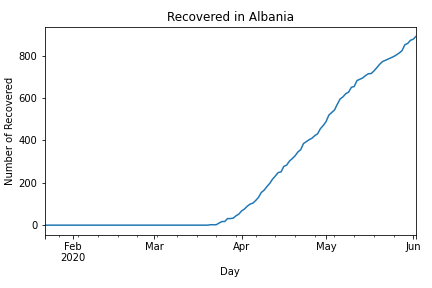 Recovered in Albania
Number of Recovered
800
600
400
200
0
Feb
2020
Mar
Apr
May
Jun
Day